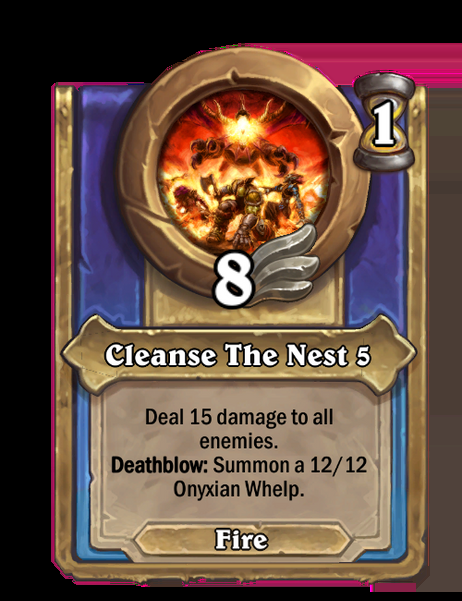 1
8
Cleanse The Nest 5
Deal 15 damage to all
enemies.
Deathblow: Summon a 12/12
Onyxian Whelp.
Fire